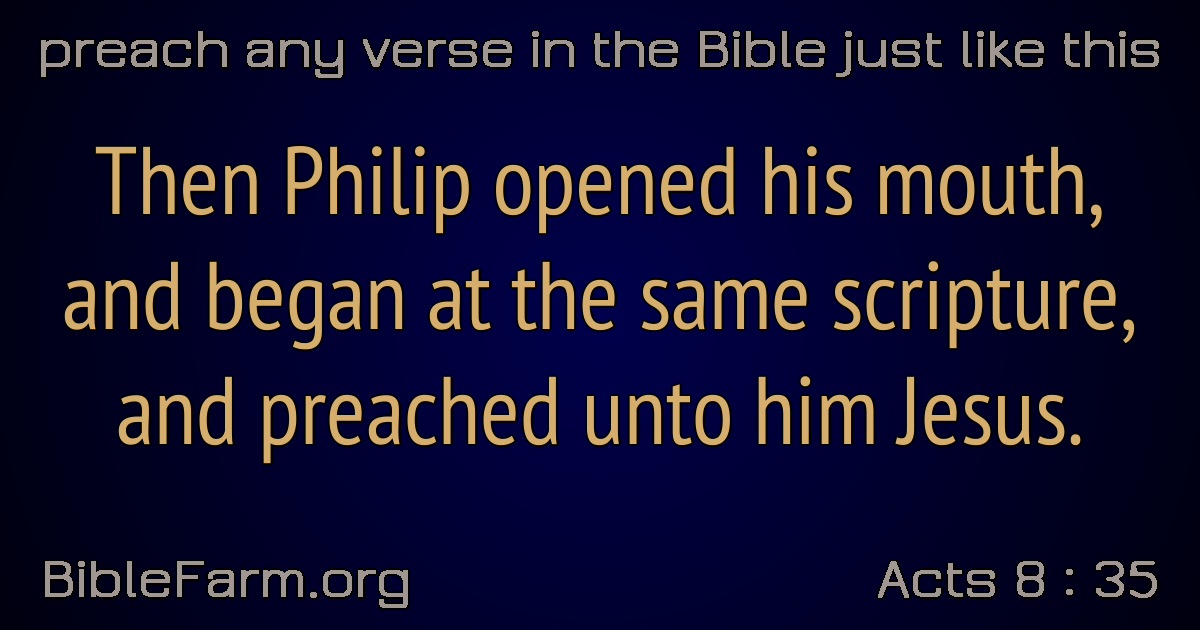 preach any verse in the Bible just like this
Then Philip opened his mouth,
and began at the same scripture,
and preached unto him Jesus.
BibleFarm.org
Acts 8 : 35